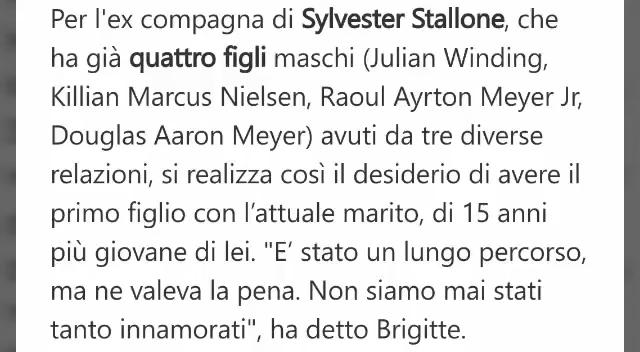 Per l'ex compagna di Sylvester Stallone, che
ha già quattro figli maschi (Julian Winding,
Killian Marcus Nielsen, Raoul Ayrton Meyer Jr,
Douglas Aaron Meyer) avuti da tre diverse
relazioni, si realizza così il desiderio di avere il
primo figlio con l’attuale marito, di 15 anni
più giovane di lei. "E’ stato un lungo percorso,
ma ne valeva la pena. Non siamo mai stati
tanto innamorati", ha detto Brigitte.